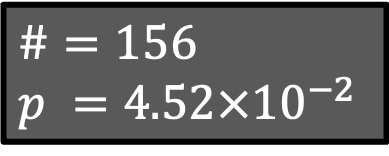 # = 156
p = 4.52×10⁻²